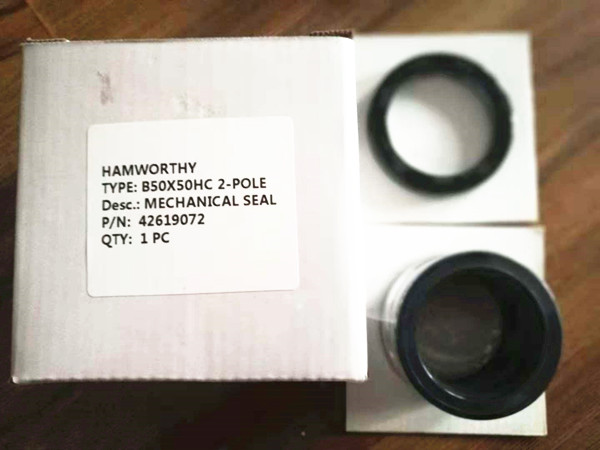 HAMWORTHY
TYPE: B50X50HC 2-POLE
Desc.: MECHANICAL SEAL
P/N: 42619072
QTY: 1 PC